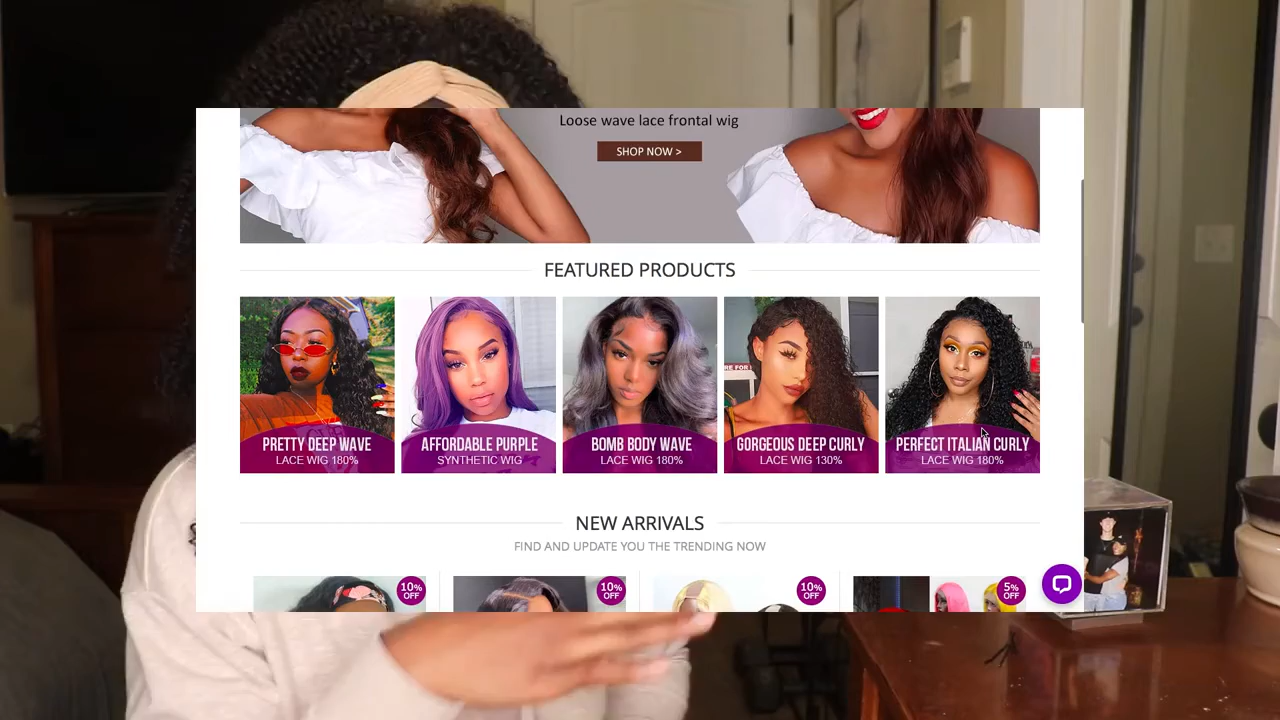 Loose wave lace frontal wig
SHOP NOW >
FEATURED PRODUCTS
PRETTY DEEP WAVE
LACE WIG 180%
AFFORDABLE PURPLE
SYNTHETIC WIG
BOMB BODY WAVE
LACE WIG 180%
GORGEOUS DEEP CURLY
LACE WIG 130%
PERFECT ITALIAN CURLY
LACE WIG 180%
NEW ARRIVALS
FIND AND UPDATE YOU THE TRENDING NOW
10%
OFF
10%
OFF
10%
OFF
5%
OFF